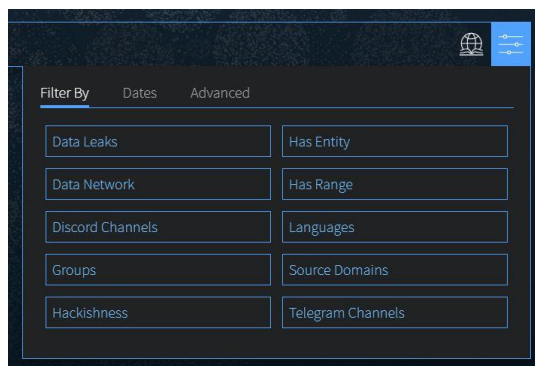 Filter By Dates Advanced
Data Leaks Has Entity
Data Network Has Range
Discord Channels Languages
Groups Source Domains
Hackishness Telegram Channels